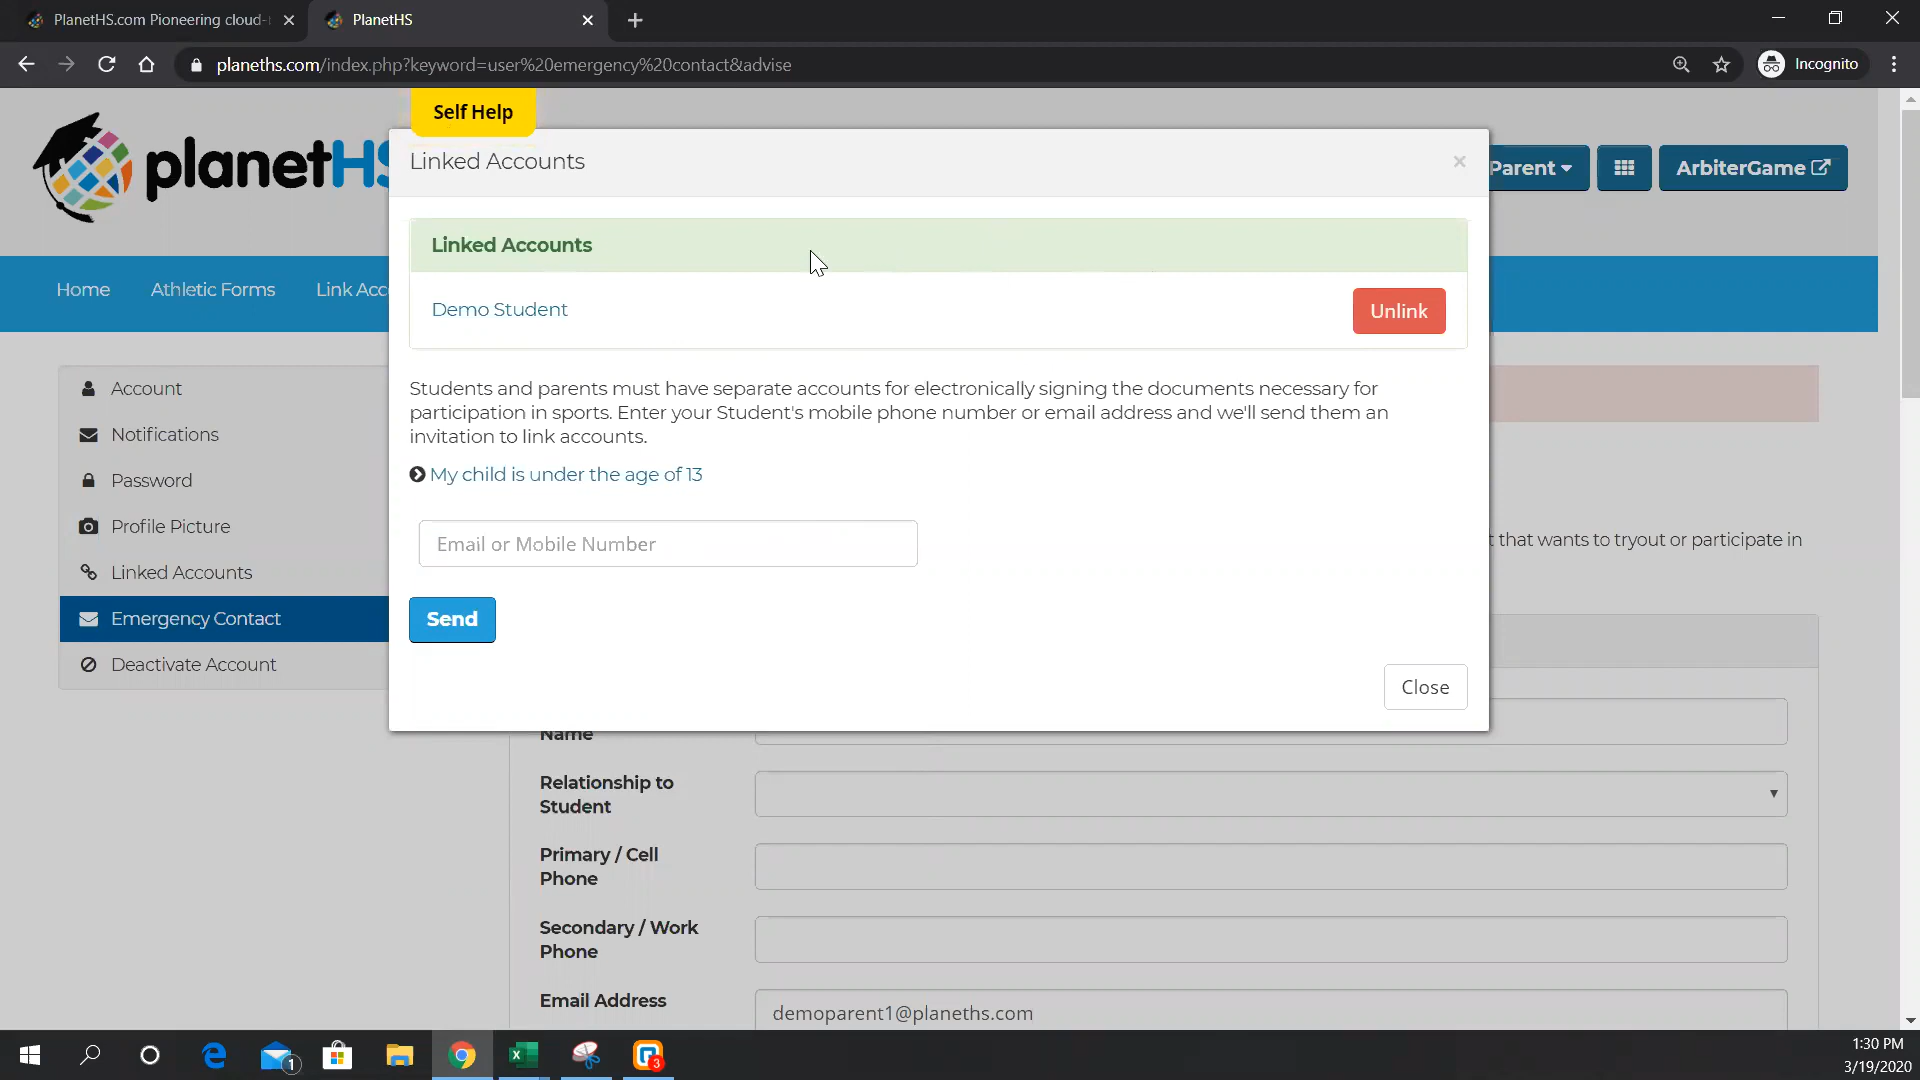 PlanetHS.com Pioneering cloud-
PlanetHS
planeths.com/index.php?keyword=user%20emergency%20contact&advise
Incognito
Self Help
planetHS
Linked Accounts
×
Parent
ArbiterGame
Home
Athletic Forms
Link Acc
Linked Accounts
Demo Student
Unlink
Students and parents must have separate accounts for electronically signing the documents necessary for
participation in sports. Enter your Student's mobile phone number or email address and we'll send them an
invitation to link accounts.
My child is under the age of 13
Email or Mobile Number
Send
Close
Account
Notifications
Password
Profile Picture
Linked Accounts
Emergency Contact
Deactivate Account
t that wants to tryout or participate in
Name
Relationship to
Student
Primary / Cell
Phone
Secondary / Work
Phone
Email Address
demoparent1@planeths.com
1
3
1:30 PM
3/19/2020